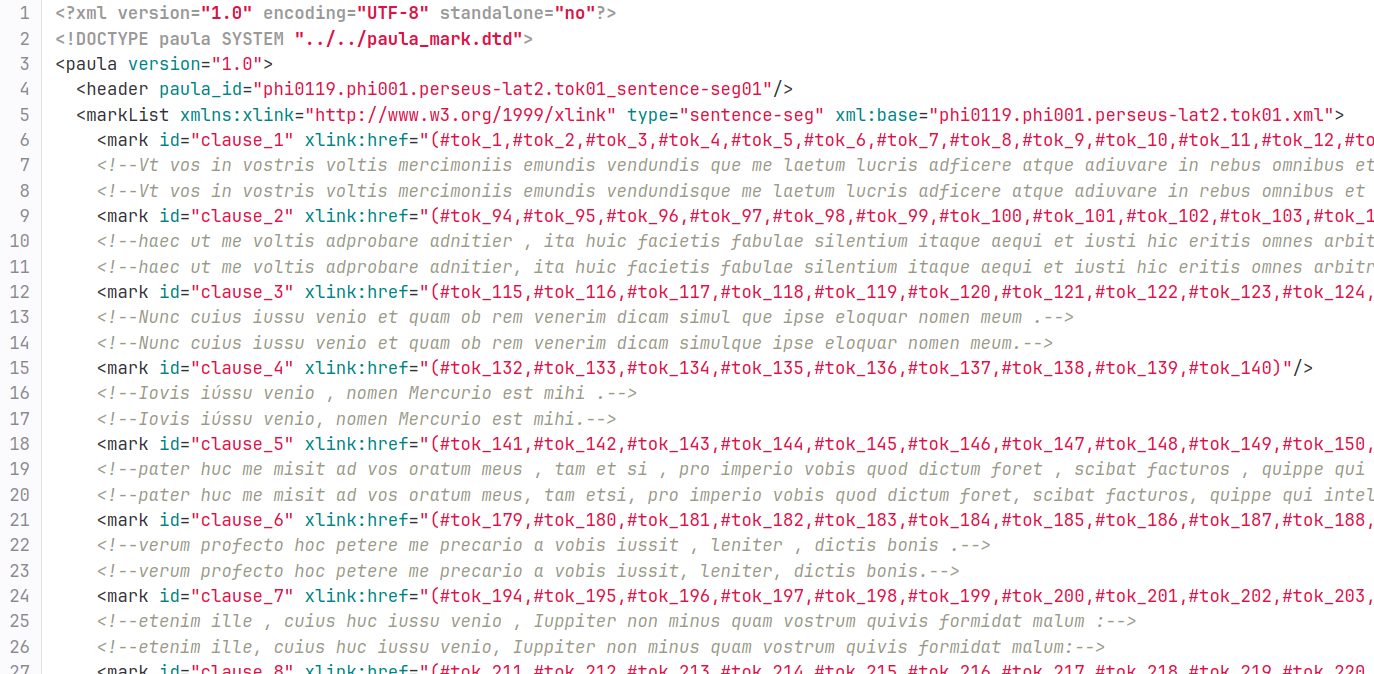 1 <?xml version="1.0" encoding="UTF-8" standalone="no"?>
2 <!DOCTYPE paula SYSTEM "../../paula_mark.dtd">
3 <paula version="1.0">
4 <header paula_id="phi0119.phi001.perseus-lat2.tok01_sentence-seg01"/>
5 <markList xmlns:xlink="http://www.w3.org/1999/xlink" type="sentence-seg" xml:base="phi0119.phi001.perseus-lat2.tok01.xml">
6 <mark id="clause_1" xlink:href="(#tok_1,#tok_2,#tok_3,#tok_4,#tok_5,#tok_6,#tok_7,#tok_8,#tok_9,#tok_10,#tok_11,#tok_12,#to
7 <!--Vt vos in vostris voltis mercimoniis emundis vendundis que me laetum lucris adficere atque adiuvare in rebus omnibus et
8 <!--Vt vos in vostris voltis mercimoniis emundis vendundisque me laetum lucris adficere atque adiuvare in rebus omnibus et
9 <mark id="clause_2" xlink:href="(#tok_94,#tok_95,#tok_96,#tok_97,#tok_98,#tok_99,#tok_100,#tok_101,#tok_102,#tok_103,#tok_1
10 <!--haec ut me voltis adprobare adnitier , ita huic facietis fabulae silentium itaque aequi et iusti hic eritis omnes arbit
11 <!--haec ut me voltis adprobare adnitier, ita huic facietis fabulae silentium itaque aequi et iusti hic eritis omnes arbitr
12 <mark id="clause_3" xlink:href="(#tok_115,#tok_116,#tok_117,#tok_118,#tok_119,#tok_120,#tok_121,#tok_122,#tok_123,#tok_124,
13 <!--Nunc cuius iussu venio et quam ob rem venerim dicam simul que ipse eloquar nomen meum .-->
14 <!--Nunc cuius iussu venio et quam ob rem venerim dicam simulque ipse eloquar nomen meum.-->
15 <mark id="clause_4" xlink:href="(#tok_132,#tok_133,#tok_134,#tok_135,#tok_136,#tok_137,#tok_138,#tok_139,#tok_140)"/>
16 <!--Iovis iússu venio , nomen Mercurio est mihi .-->
17 <!--Iovis iússu venio, nomen Mercurio est mihi.-->
18 <mark id="clause_5" xlink:href="(#tok_141,#tok_142,#tok_143,#tok_144,#tok_145,#tok_146,#tok_147,#tok_148,#tok_149,#tok_150,
19 <!--pater huc me misit ad vos oratum meus , tam et si , pro imperio vobis quod dictum foret , scibat facturos , quippe qui
20 <!--pater huc me misit ad vos oratum meus, tam etsi, pro imperio vobis quod dictum foret, scibat facturos, quippe qui intel
21 <mark id="clause_6" xlink:href="(#tok_179,#tok_180,#tok_181,#tok_182,#tok_183,#tok_184,#tok_185,#tok_186,#tok_187,#tok_188,
22 <!--verum profecto hoc petere me precario a vobis iussit , leniter , dictis bonis .-->
23 <!--verum profecto hoc petere me precario a vobis iussit, leniter, dictis bonis.-->
24 <mark id="clause_7" xlink:href="(#tok_194,#tok_195,#tok_196,#tok_197,#tok_198,#tok_199,#tok_200,#tok_201,#tok_202,#tok_203,
25 <!--etenim ille , cuius huc iussu venio , Iuppiter non minus quam vostrum quivis formidat malum :-->
26 <!--etenim ille, cuius huc iussu venio, Iuppiter non minus quam vostrum quivis formidat malum:-->
27 <mark id="clause_8" xlink:href="(#tok_211,#tok_212,#tok_213,#tok_214,#tok_215,#tok_216,#tok_217,#tok_218,#tok_219,#tok_220